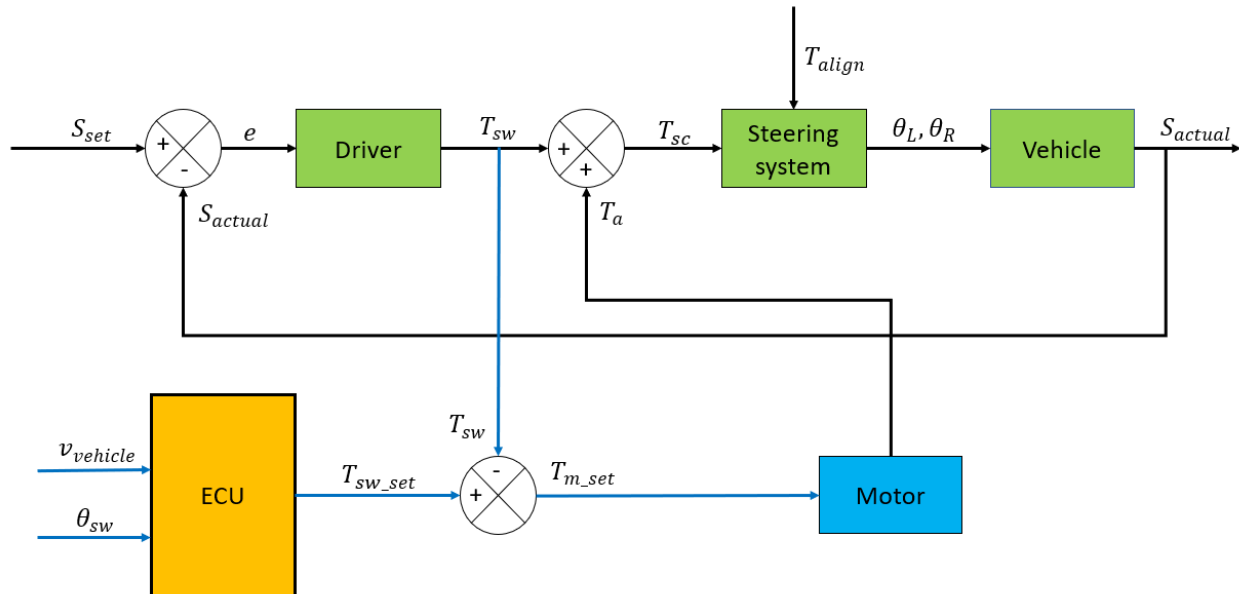 T_align
S_set
+
-
e
Driver
T_sw
+
+
T_sc
Steering
system
θ_L, θ_R
Vehicle
S_actual
S_actual
T_a
v_vehicle
θ_sw
ECU
T_sw_set
T_sw
-
+
T_m_set
Motor